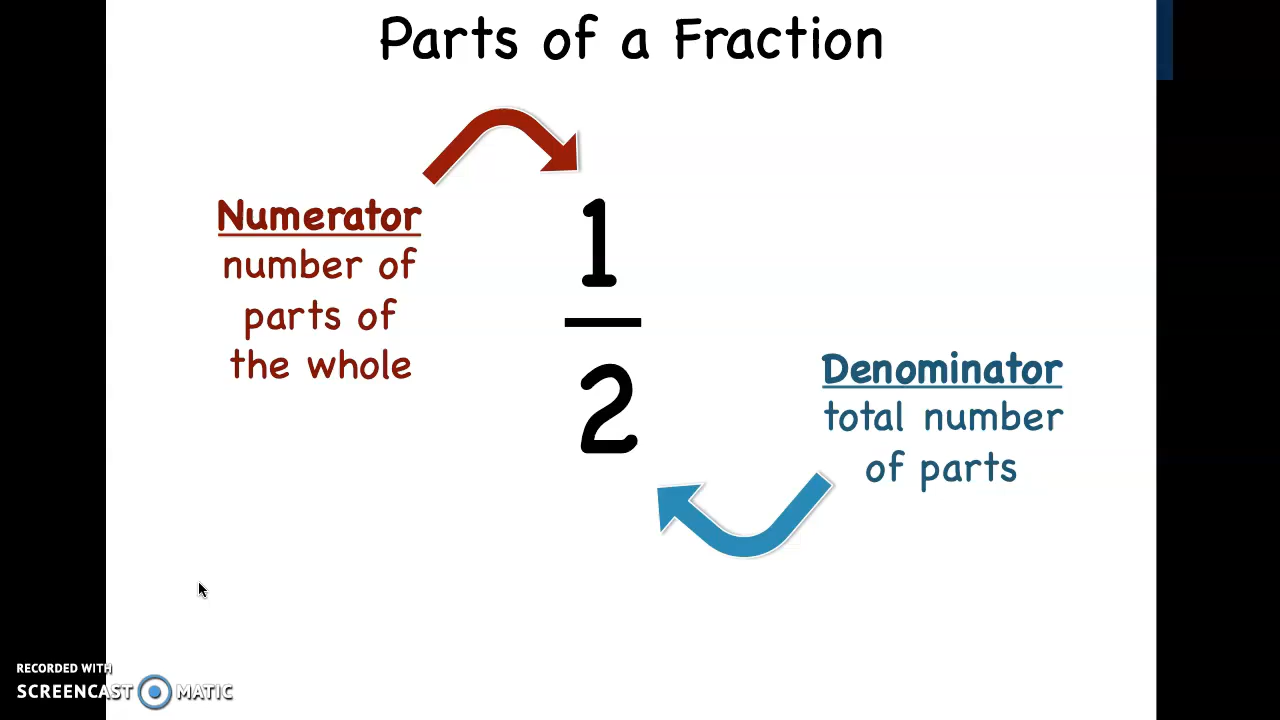 Parts of a Fraction
Numerator
number of
parts of
the whole
1
2
Denominator
total number
of parts
RECORDED WITH
SCREENCAST MATIC